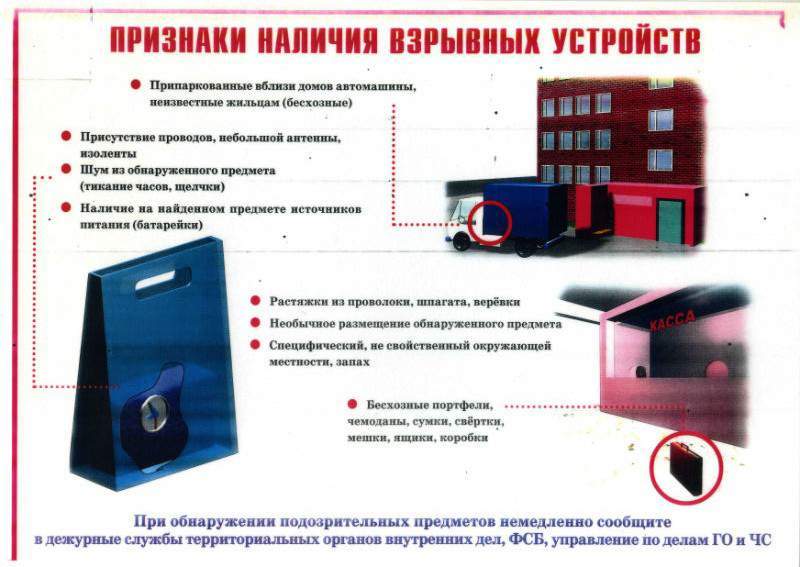 ПРИЗНАКИ НАЛИЧИЯ ВЗРЫВНЫХ УСТРОЙСТВ
Припаркованные вблизи домов автомашины,
неизвестные жильцам (бесхозные)
Присутствие проводов, небольшой антенны,
изоленты
Шум из обнаруженного предмета
(тикание часов, щелчки)
Наличие на найденном предмете источников
питания (батарейки)
Растяжки из проволоки, шпагата, верёвки
Необычное размещение обнаруженного предмета
Специфический, не свойственный окружающей
местности, запах
КАССА
Бесхозные портфели,
чемоданы, сумки, свёртки,
мешки, ящики, коробки
При обнаружении подозрительных предметов немедленно сообщите
в дежурные службы территориальных органов внутренних дел, ФСБ, управление по делам ГО и ЧС